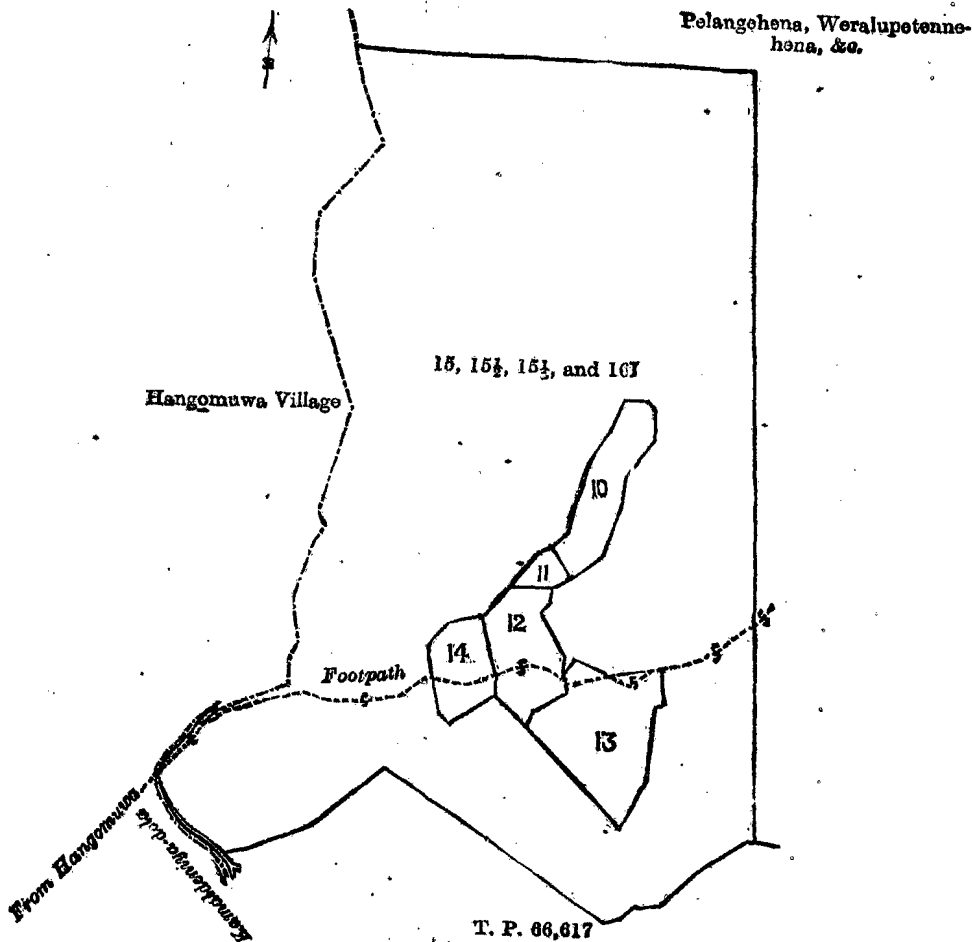 Pelangehena, Weralupetenne-
hena, &c.
N
15, 15½, 15⅓, and 167
Hangomuwa Village
10
11
12
14
Footpath
13
From Hangomuwa
T. P. 66,617